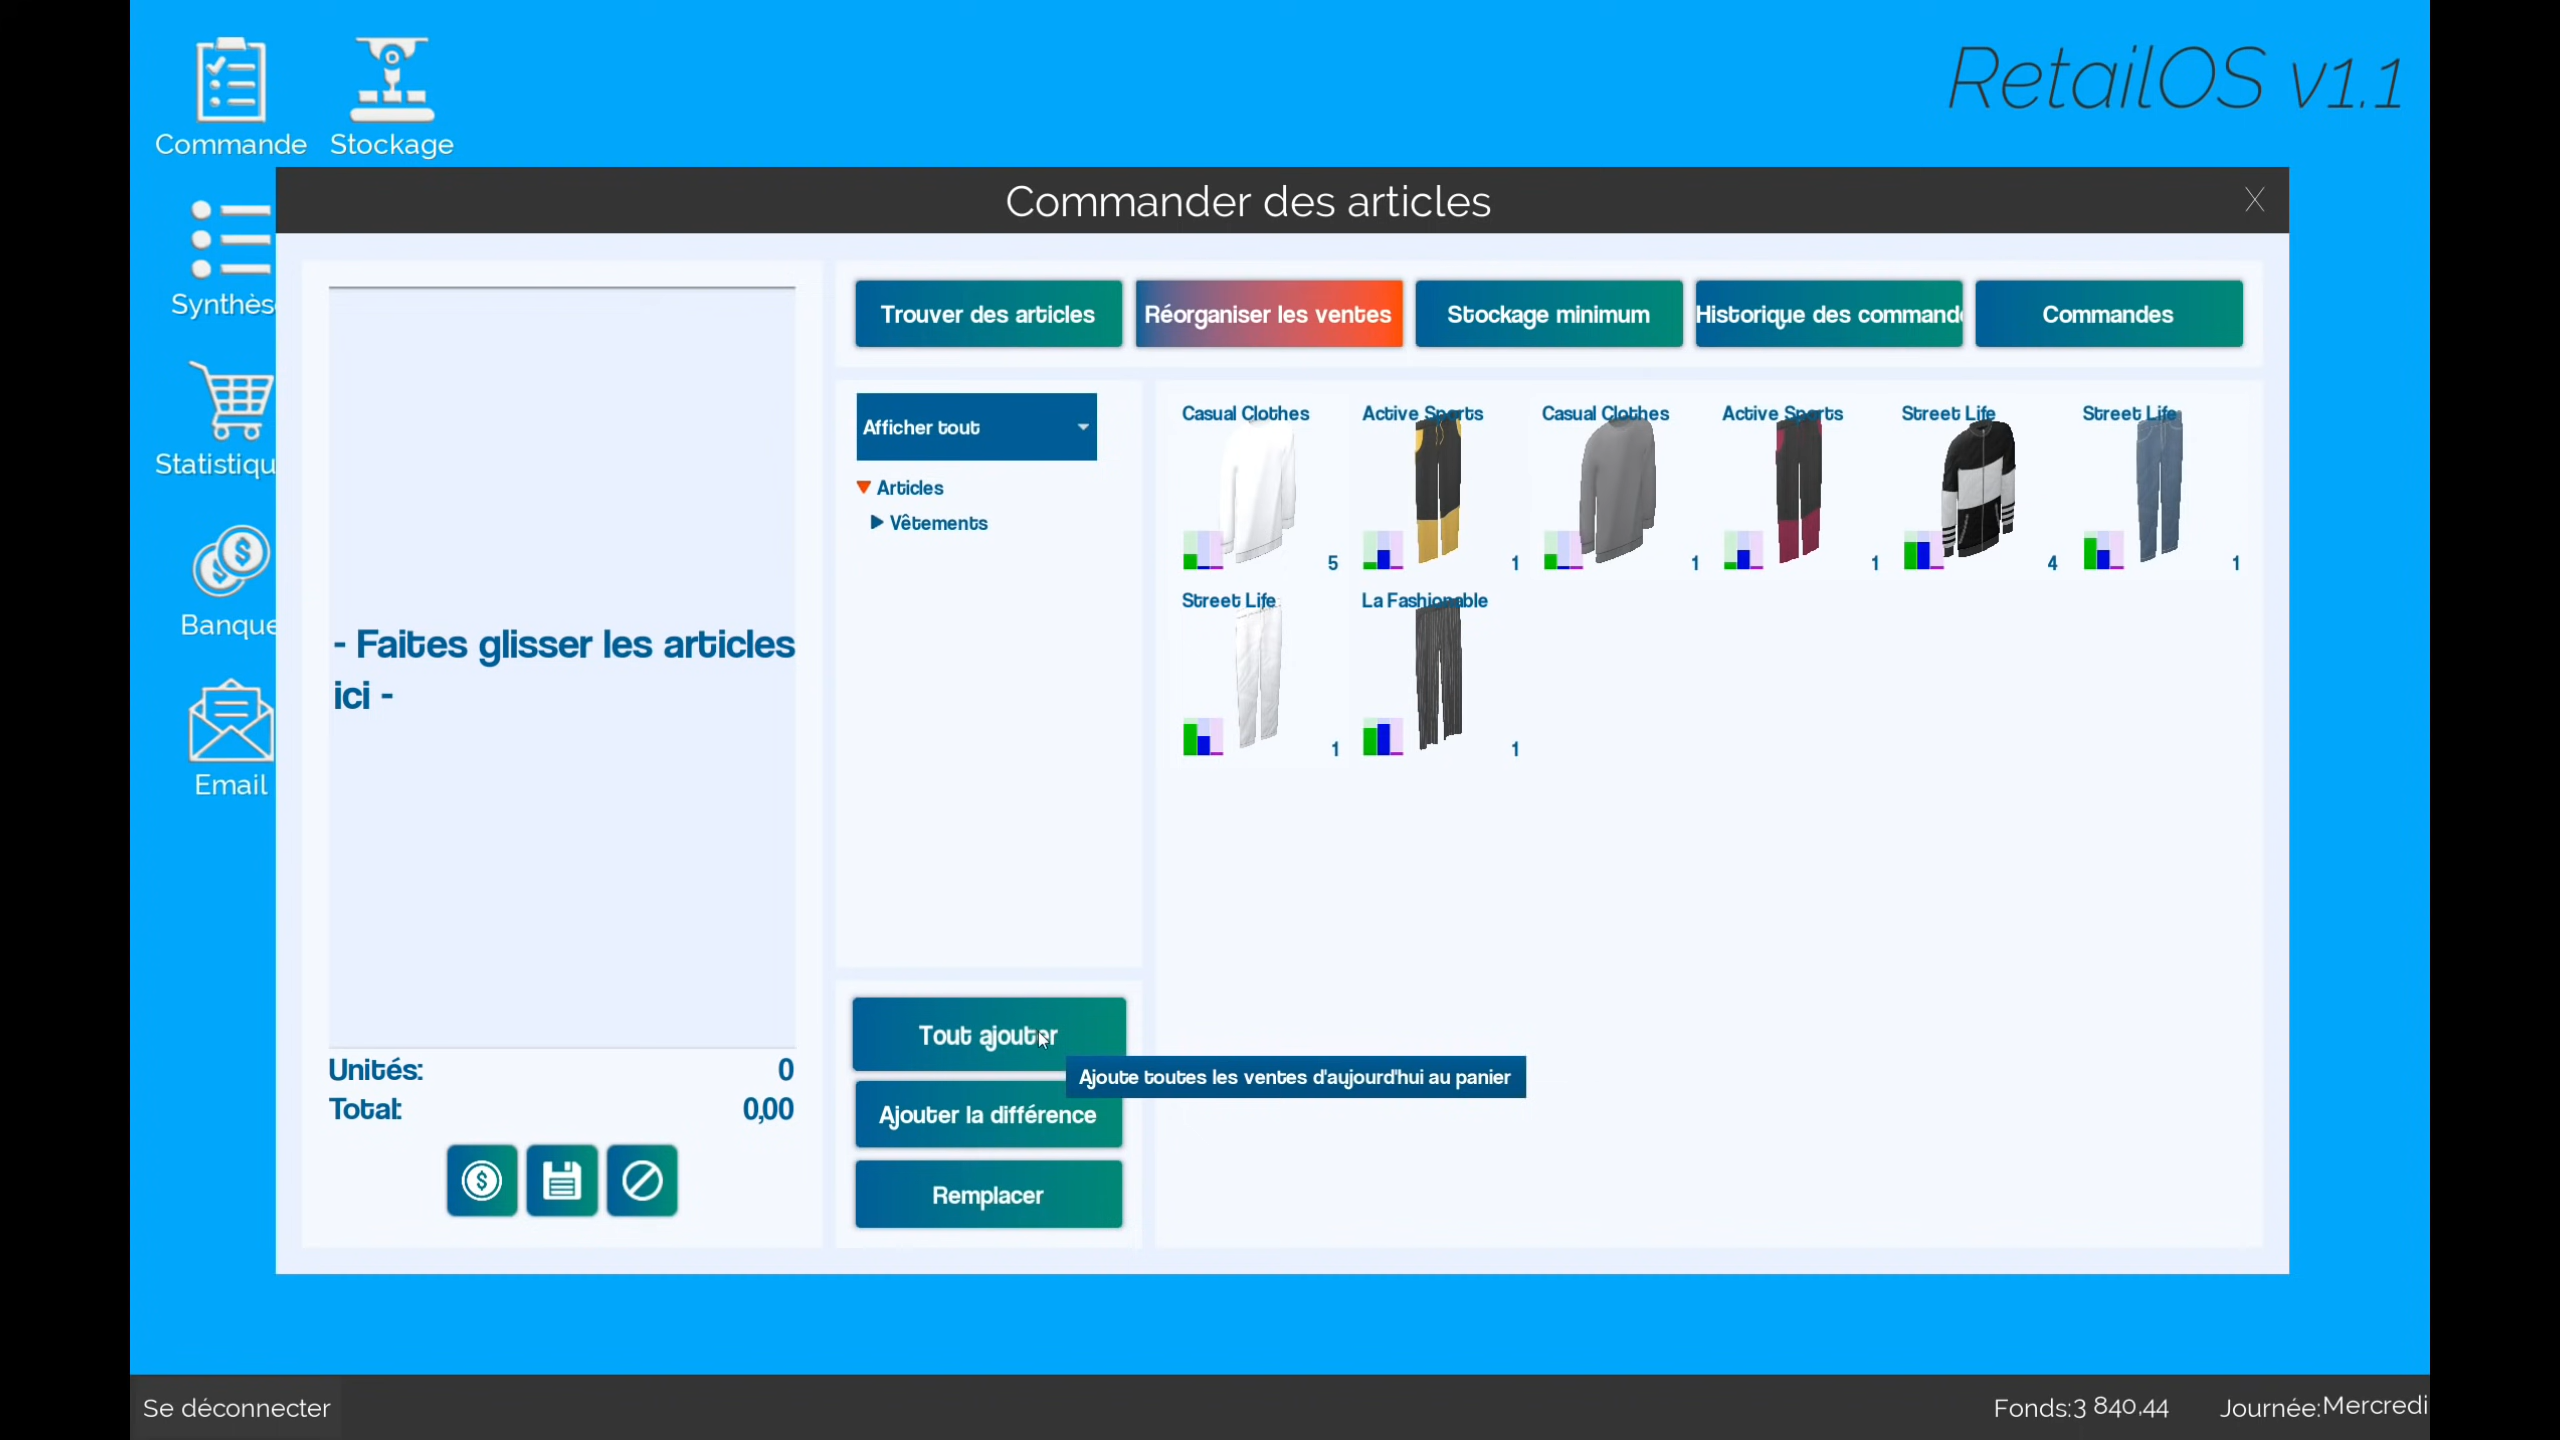 Commande
Stockage
RetailOS v1.1
Commander des articles
X
Synthès
Statistiqu
Banque
Email
Trouver des articles
Réorganiser les ventes
Stockage minimum
Historique des command
Commandes
- Faites glisser les articles
ici -
Afficher tout
Articles
Vêtements
Casual Clothes
Active Sports
Casual Clothes
Active Sports
Street Life
Street Life
5
1
1
1
4
1
Street Life
La Fashionable
1
1
Tout ajouter
Ajoute toutes les ventes d'aujourd'hui au panier
Ajouter la différence
Remplacer
Unités: 0
Total: 0,00
Se déconnecter
Fonds:3 840,44
Journée:Mercredi